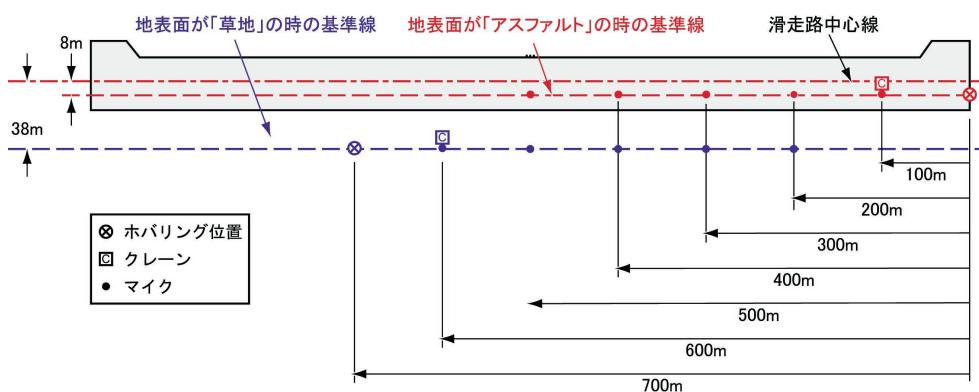 地表面が「草地」の時の基準線
地表面が「アスファルト」の時の基準線
滑走路中心線
8m
C
38m
C
100m
200m
ホバリング位置
300m
C クレーン
マイク
400m
500m
600m
700m